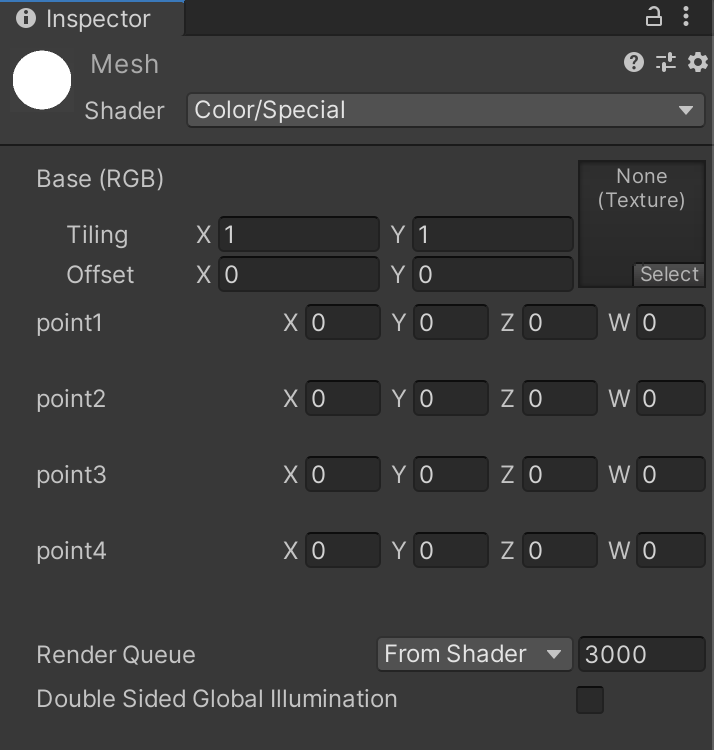 Inspector
Mesh
Shader Color/Special
Base (RGB) None
(Texture)
Tiling X 1 Y 1
Offset X 0 Y 0 Select
point1 X 0 Y 0 Z 0 W 0
point2 X 0 Y 0 Z 0 W 0
point3 X 0 Y 0 Z 0 W 0
point4 X 0 Y 0 Z 0 W 0
Render Queue From Shader 3000
Double Sided Global Illumination